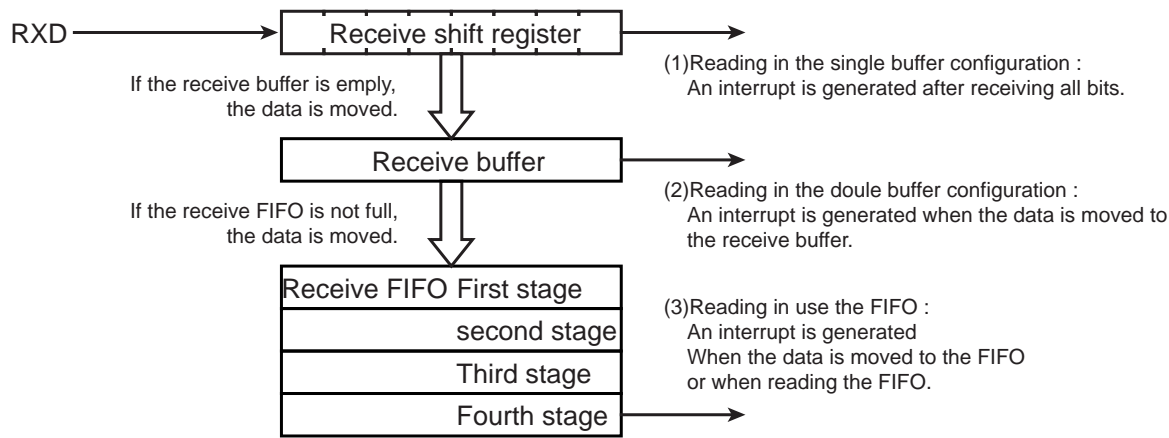 RXD
Receive shift register
(1)Reading in the single buffer configuration :
An interrupt is generated after receiving all bits.
If the receive buffer is emply,
the data is moved.
Receive buffer
(2)Reading in the doule buffer configuration :
An interrupt is generated when the data is moved to
the receive buffer.
If the receive FIFO is not full,
the data is moved.
Receive FIFO First stage
second stage
Third stage
Fourth stage
(3)Reading in use the FIFO :
An interrupt is generated
When the data is moved to the FIFO
or when reading the FIFO.